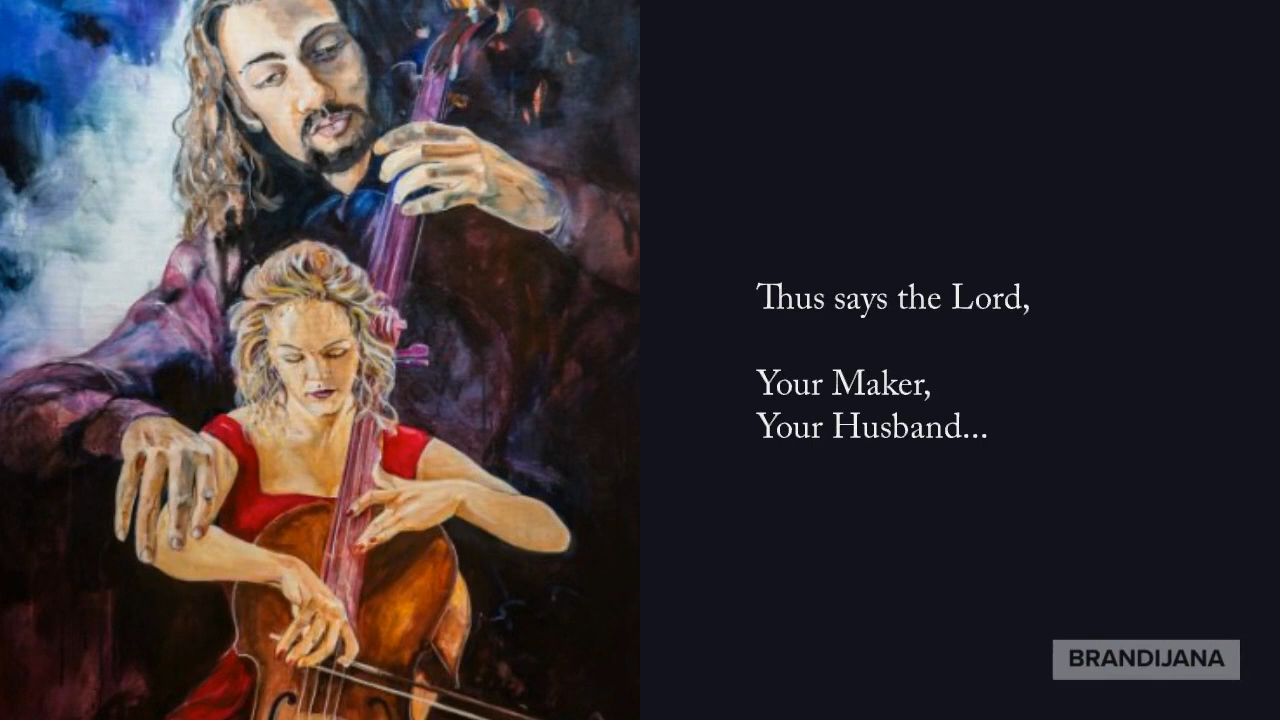 Thus says the Lord,
Your Maker,
Your Husband...
BRANDIJANA